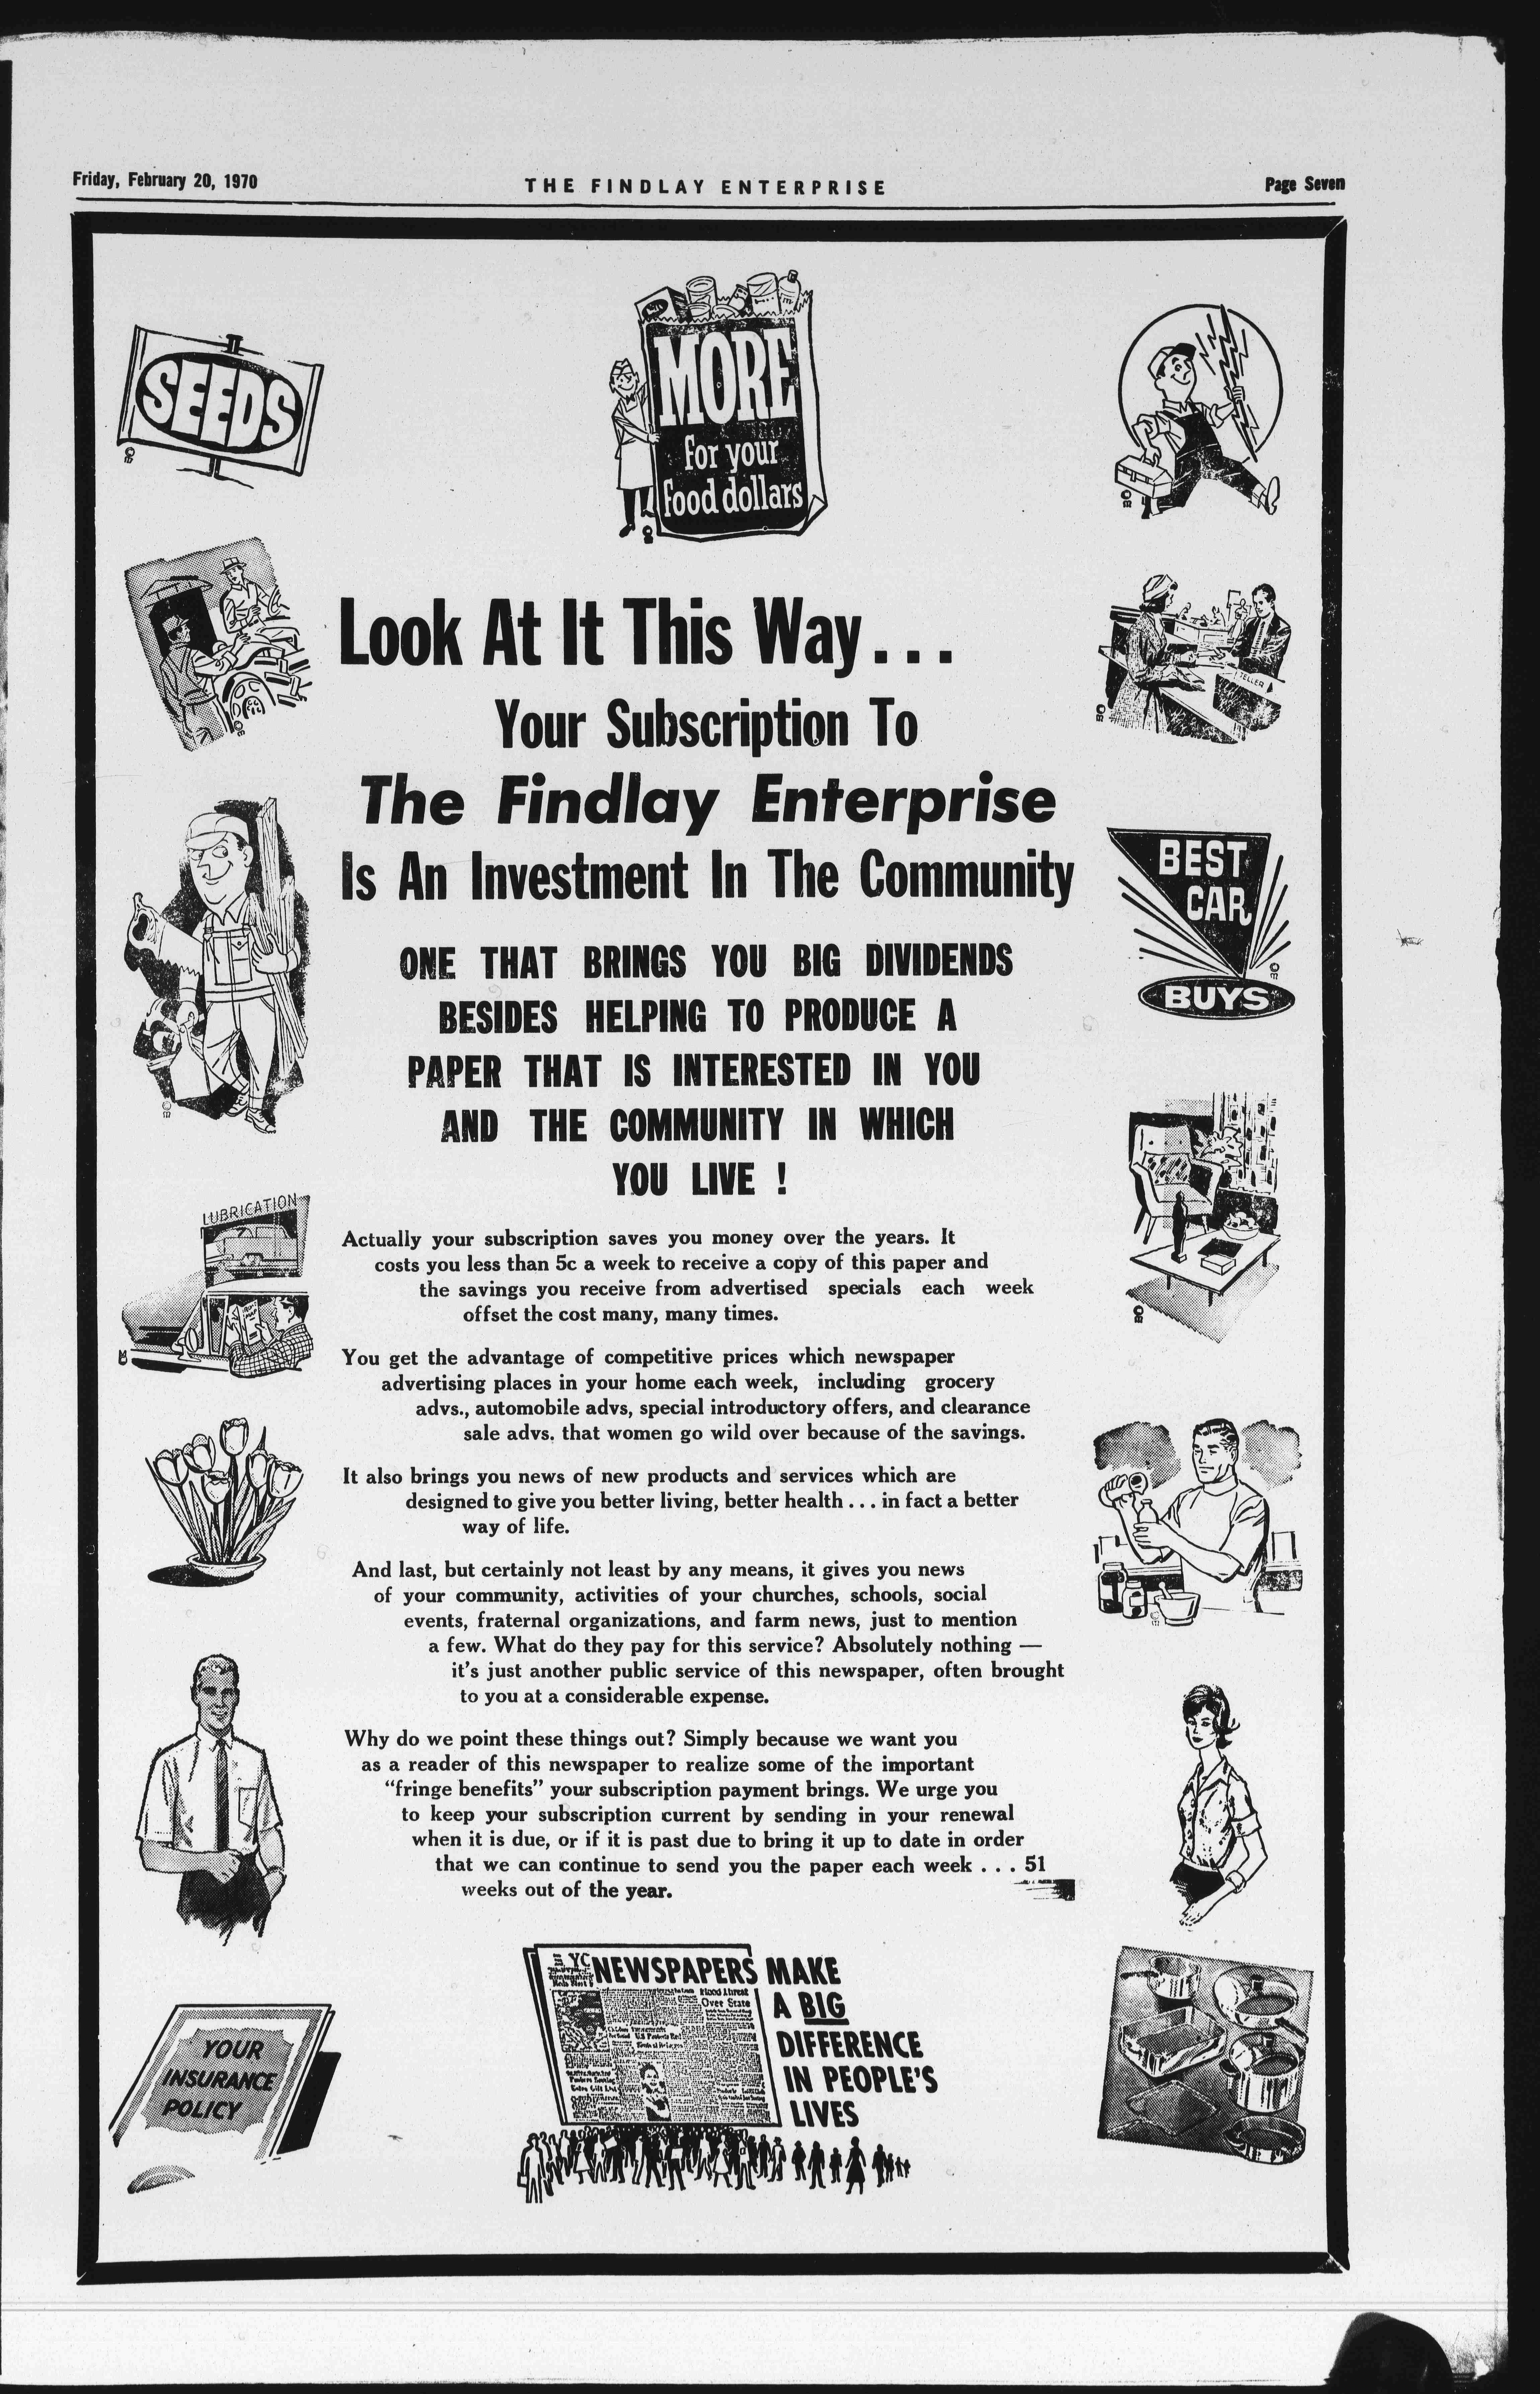 Friday, February 20, 1970
THE FINDLAY ENTERPRISE
Page Seven
SEEDS
MORE
for your
food dollars
Look At It This Way...
Your Subscription To
The Findlay Enterprise
Is An Investment In The Community
TELLER
BEST
CAR
BUYS
ONE THAT BRINGS YOU BIG DIVIDENDS
BESIDES HELPING TO PRODUCE A
PAPER THAT IS INTERESTED IN YOU
AND THE COMMUNITY IN WHICH
YOU LIVE !
LUBRICATION
Actually your subscription saves you money over the years. It
costs you less than 5c a week to receive a copy of this paper and
the savings you receive from advertised specials each week
offset the cost many, many times.
You get the advantage of competitive prices which newspaper
advertising places in your home each week, including grocery
advs., automobile advs, special introductory offers, and clearance
sale advs. that women go wild over because of the savings.
It also brings you news of new products and services which are
designed to give you better living, better health ... in fact a better
way of life.
And last, but certainly not least by any means, it gives you news
of your community, activities of your churches, schools, social
events, fraternal organizations, and farm news, just to mention
a few. What do they pay for this service? Absolutely nothing —
it's just another public service of this newspaper, often brought
to you at a considerable expense.
Why do we point these things out? Simply because we want you
as a reader of this newspaper to realize some of the important
"fringe benefits" your subscription payment brings. We urge you
to keep your subscription current by sending in your renewal
when it is due, or if it is past due to bring it up to date in order
that we can continue to send you the paper each week . . . 51
weeks out of the year.
YOUR
INSURANCE
POLICY
NEWSPAPERS MAKE
A BIG
DIFFERENCE
IN PEOPLE'S
LIVES
Over State